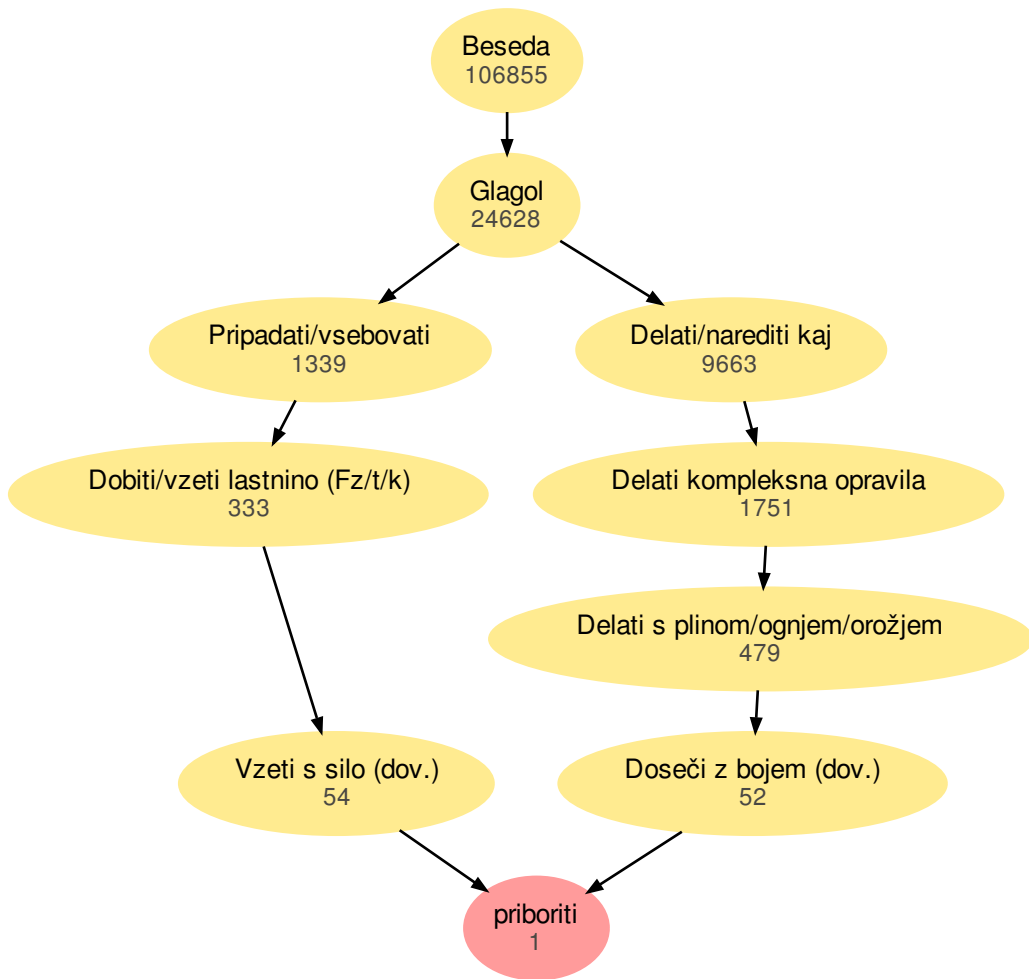 Beseda
106855
Glagol
24628
Pripadati/vsebovati
1339
Delati/narediti kaj
9663
Dobiti/vzeti lastnino (Fz/t/k)
333
Delati kompleksna opravila
1751
Delati s plinom/ognjem/orožjem
479
Vzeti s silo (dov.)
54
Doseči z bojem (dov.)
52
priboriti
1